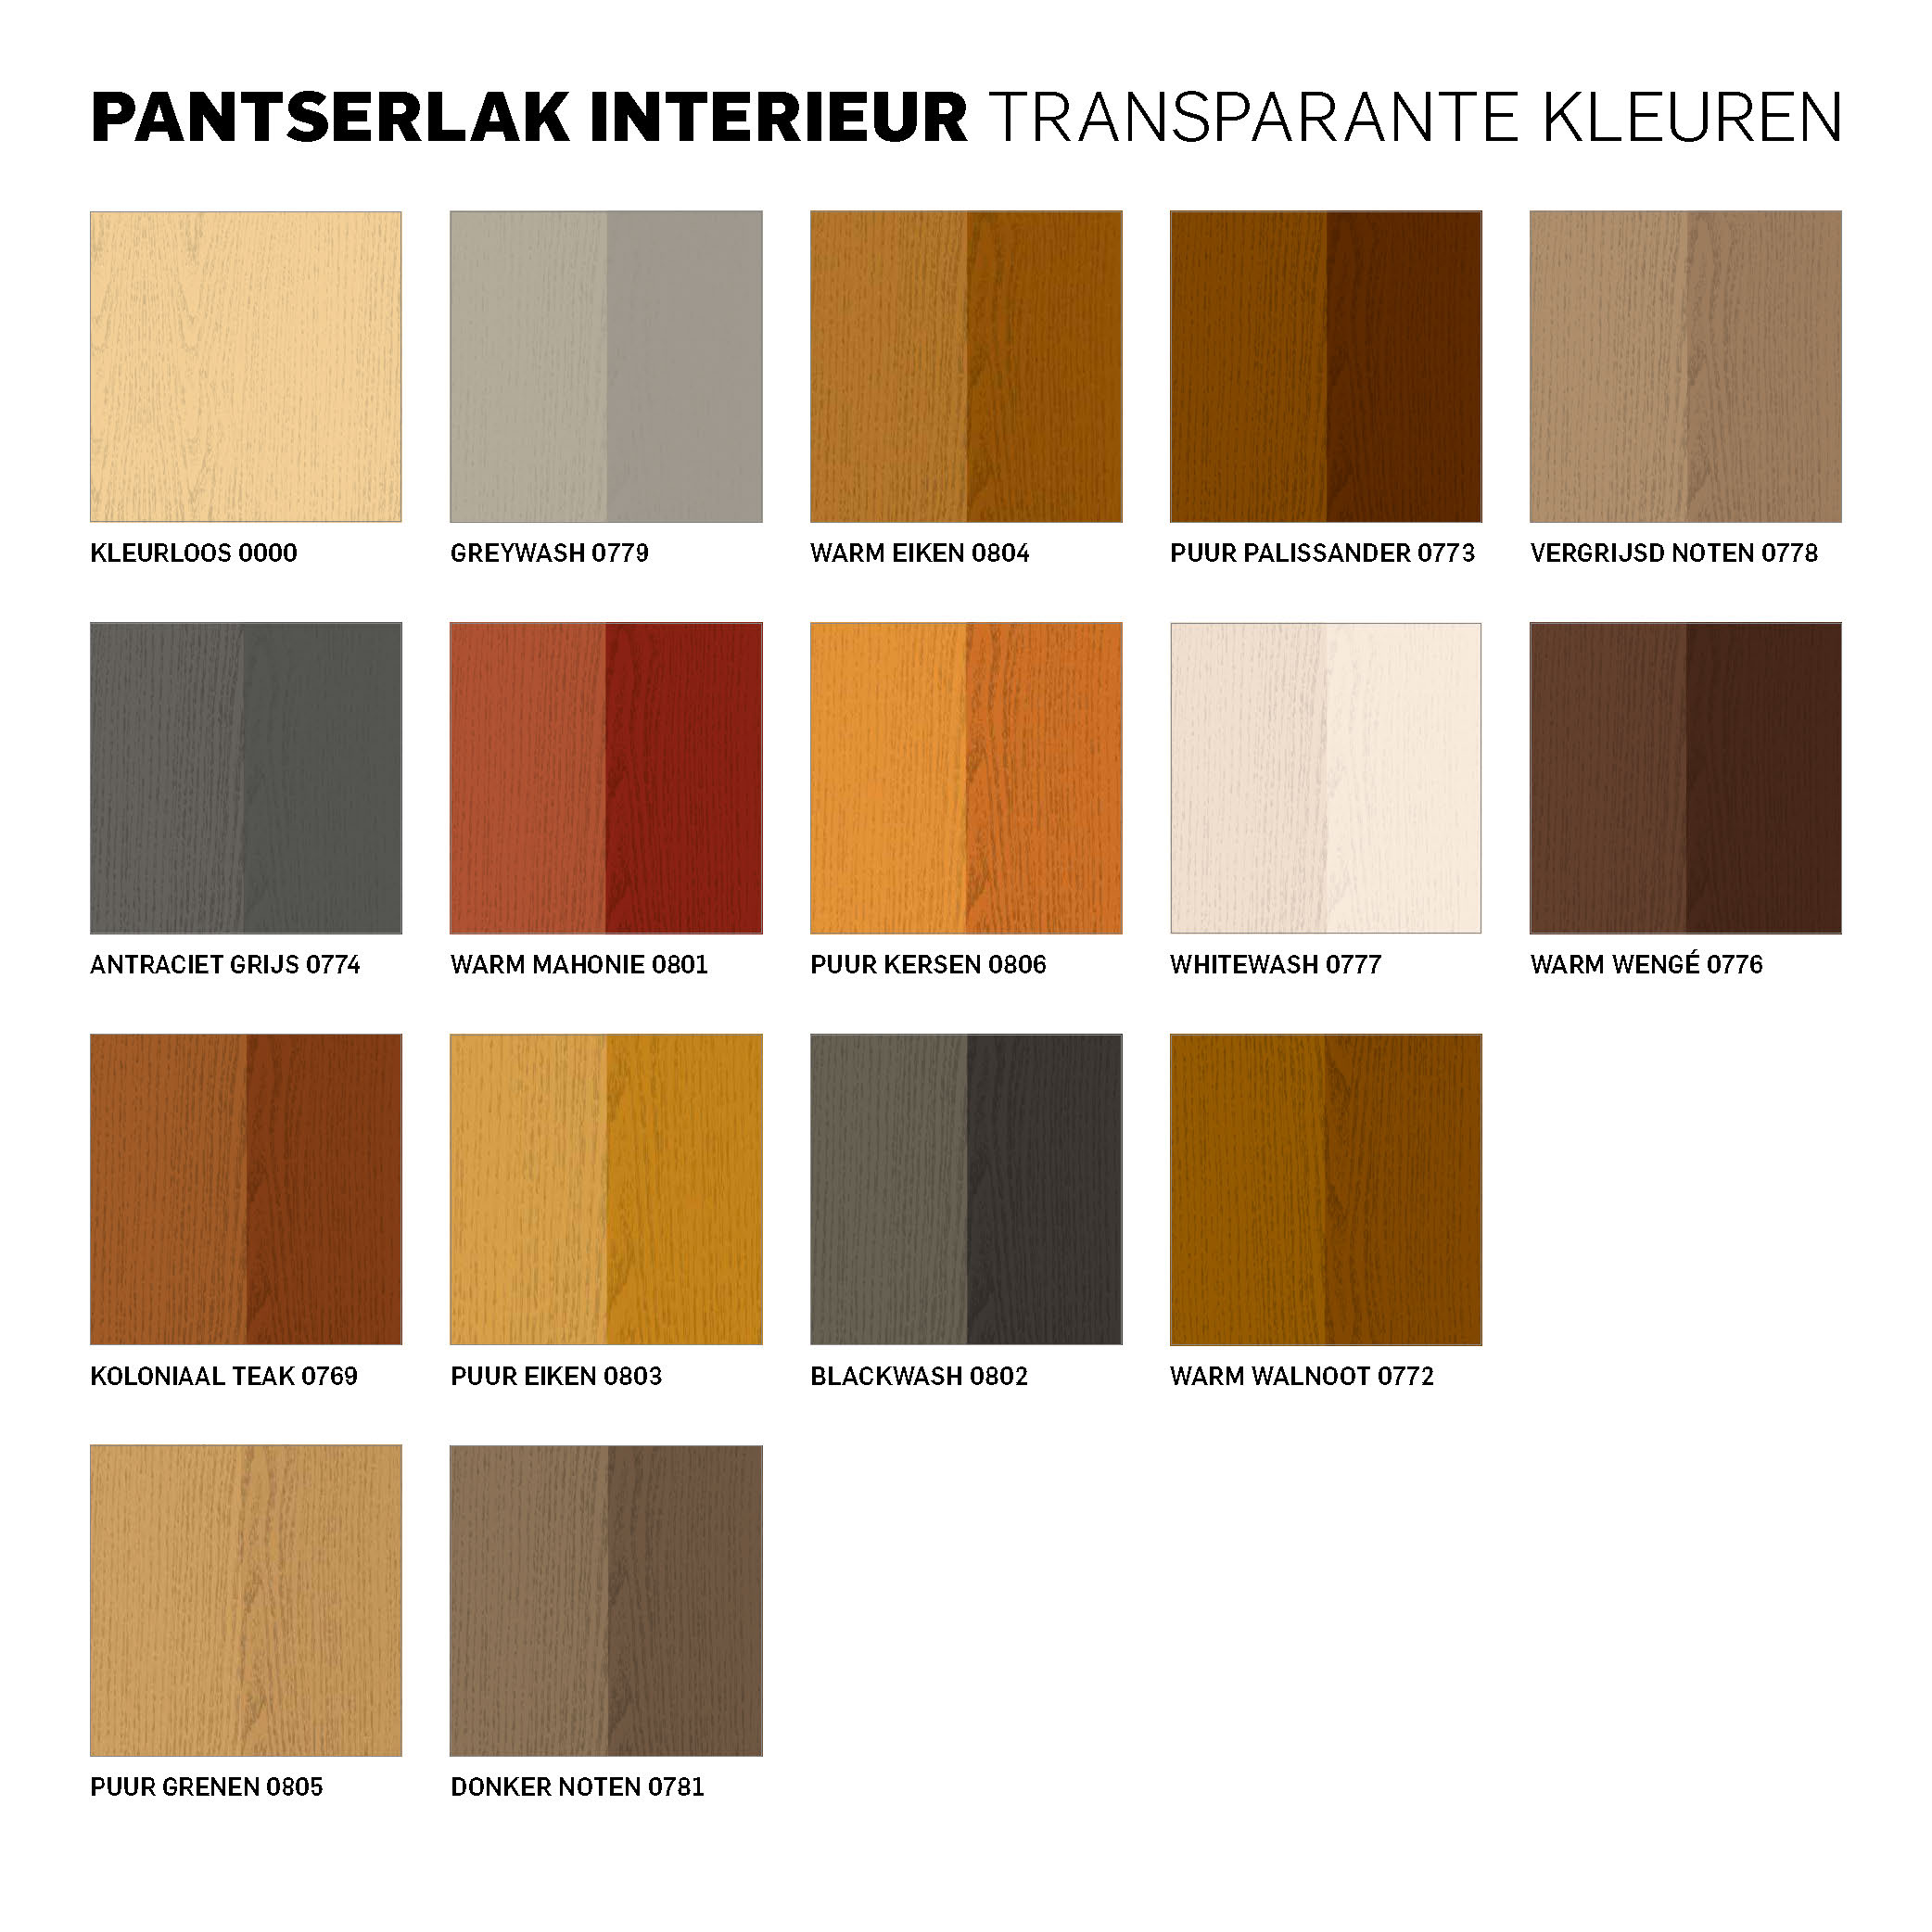 PANTSERLAK INTERIEUR TRANSPARANTE KLEUREN
KLEURLOOS 0000
GREYWASH 0779
WARM EIKEN 0804
PUUR PALISSANDER 0773
VERGRIJSD NOTEN 0778
ANTRACIET GRIJS 0774
WARM MAHONIE 0801
PUUR KERSEN 0806
WHITEWASH 0777
WARM WENGÉ 0776
KOLONIAAL TEAK 0769
PUUR EIKEN 0803
BLACKWASH 0802
WARM WALNOOT 0772
PUUR GRENEN 0805
DONKER NOTEN 0781